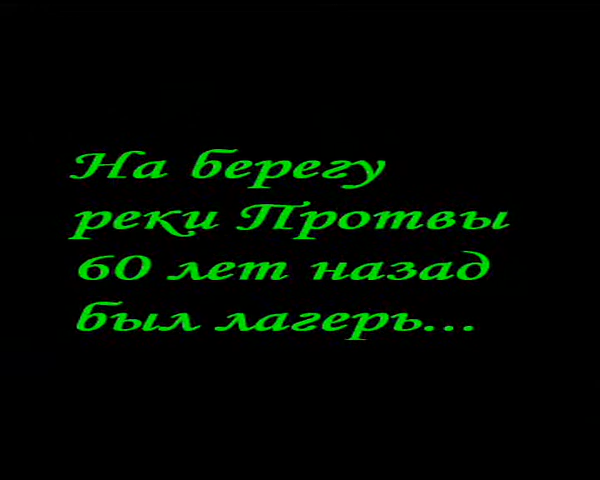 На берегу
реки Протвы
60 лет назад
был лагерь...